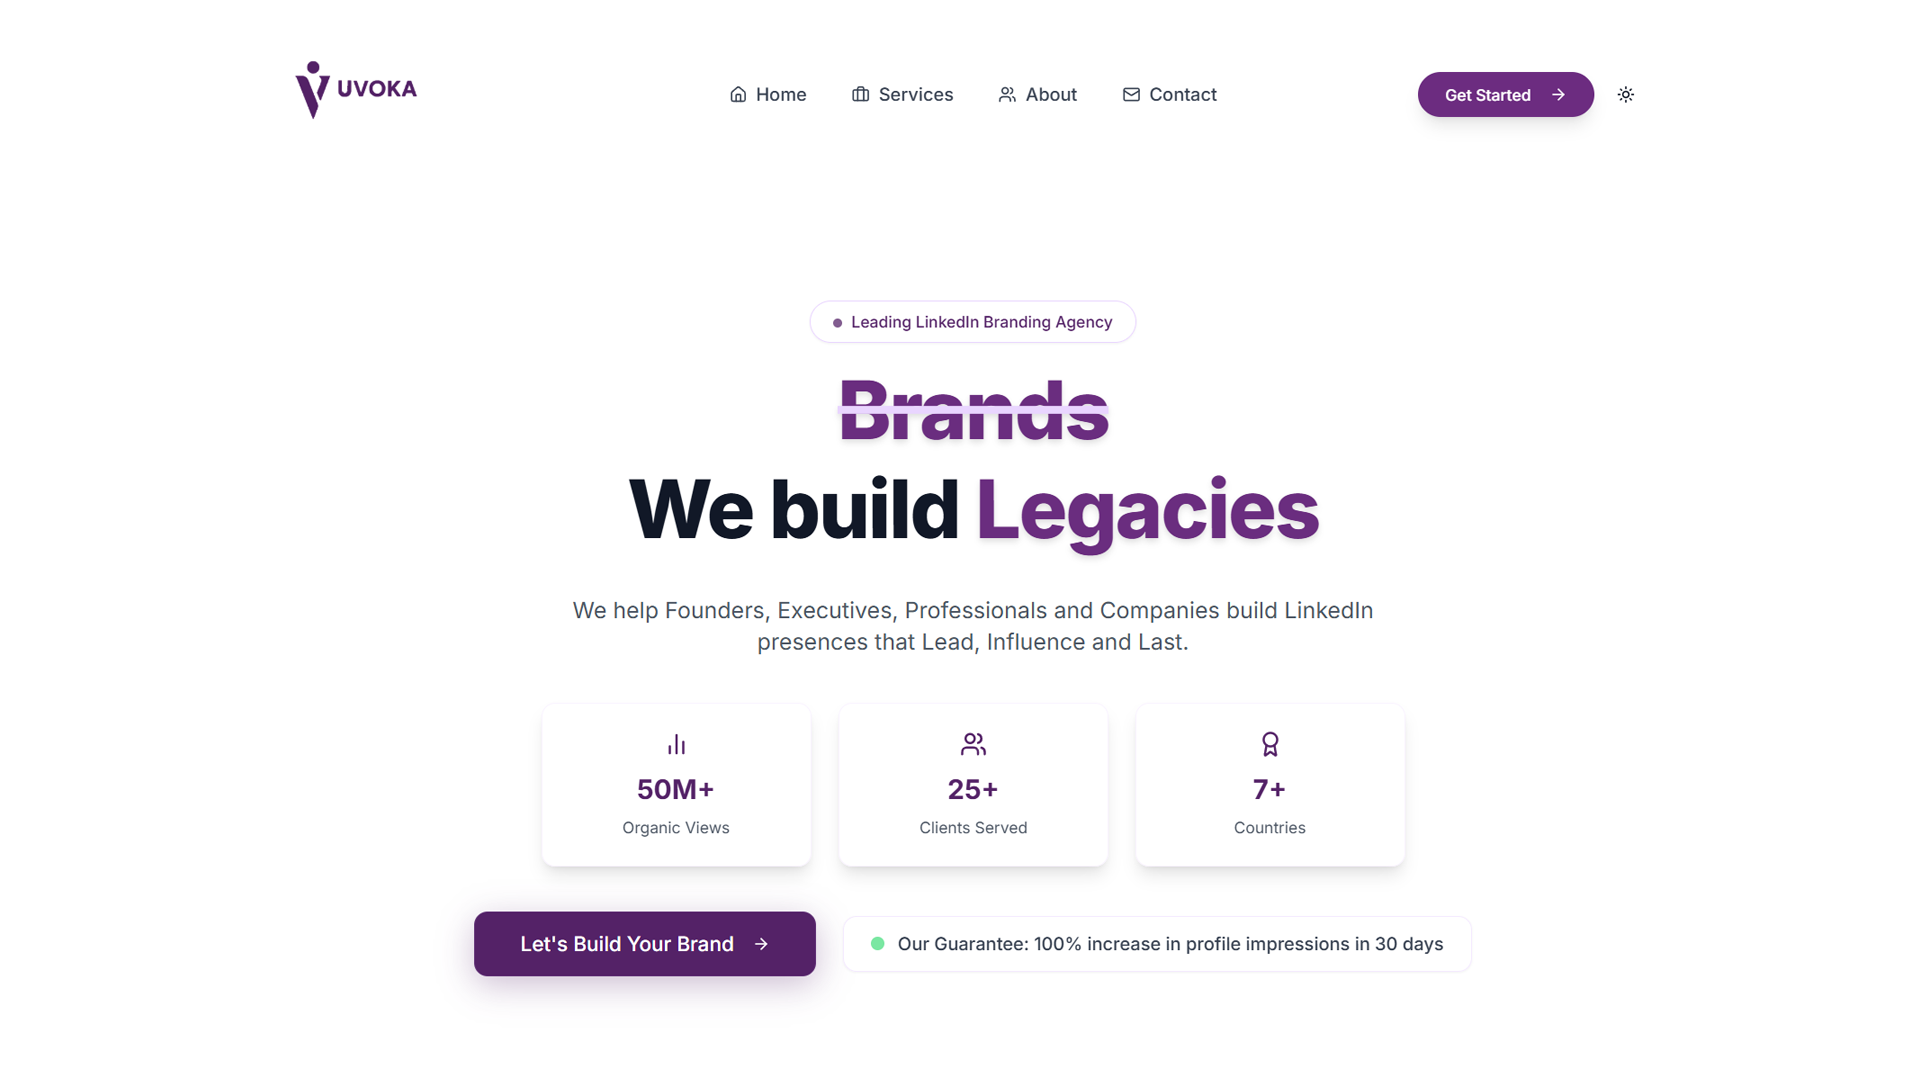 UVOKA
Home
Services
About
Contact
Get Started
Leading LinkedIn Branding Agency
Brands
We build Legacies
We help Founders, Executives, Professionals and Companies build LinkedIn
presences that Lead, Influence and Last.
50M+
Organic Views
25+
Clients Served
7+
Countries
Let's Build Your Brand
Our Guarantee: 100% increase in profile impressions in 30 days